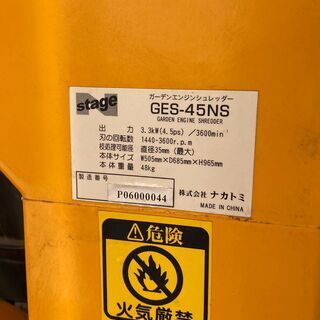 N
stage
ガーデンエンジンシュレッダー
GES-45NS
GARDEN ENGINE SHREDDER
出力 3.3kW(4.5ps)／3600min⁻¹
刃の回転数 1440-3600r.p.m
枝処理可能径 直径35mm（最大）
本体サイズ W505mm×D685mm×H965mm
本体重量 48kg
製造番号
P06000044
株式会社 ナカトミ
MADE IN CHINA
危険
火気厳禁